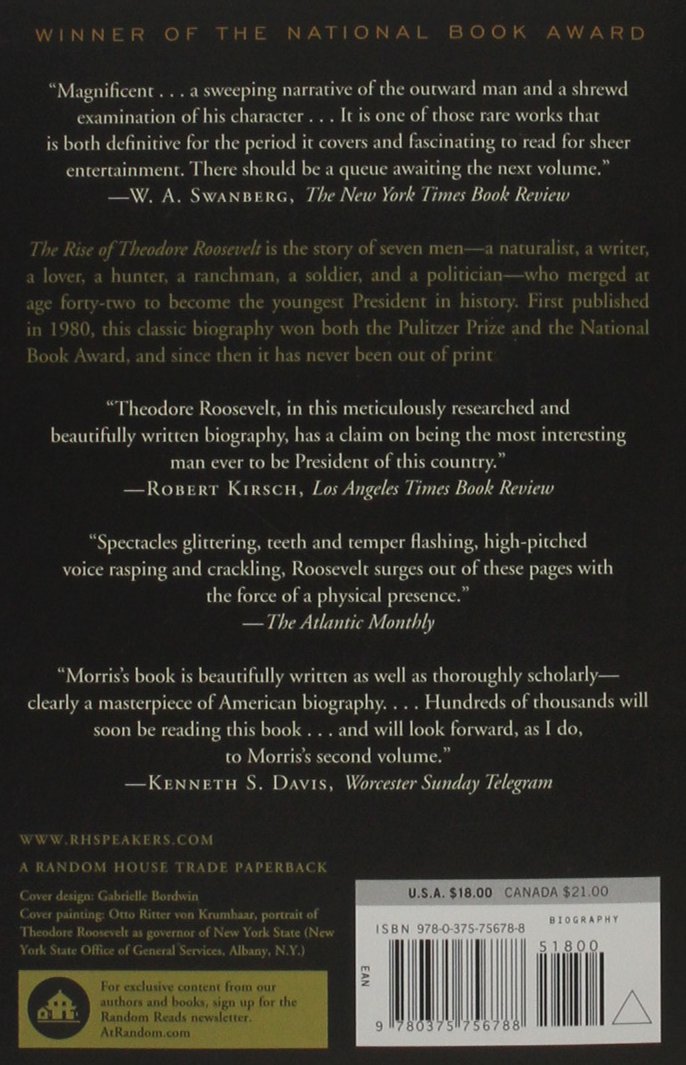 WINNER OF THE NATIONAL BOOK AWARD
“Magnificent . . . a sweeping narrative of the outward man and a shrewd
examination of his character . . . It is one of those rare works that
is both definitive for the period it covers and fascinating to read for sheer
entertainment. There should be a queue awaiting the next volume.”
—W. A. SWANBERG, The New York Times Book Review
The Rise of Theodore Roosevelt is the story of seven men—a naturalist, a writer,
a lover, a hunter, a ranchman, a soldier, and a politician—who merged at
age forty-two to become the youngest President in history. First published
in 1980, this classic biography won both the Pulitzer Prize and the National
Book Award, and since then it has never been out of print
“Theodore Roosevelt, in this meticulously researched and
beautifully written biography, has a claim on being the most interesting
man ever to be President of this country.”
—ROBERT KIRSCH, Los Angeles Times Book Review
“Spectacles glittering, teeth and temper flashing, high-pitched
voice rasping and crackling, Roosevelt surges out of these pages with
the force of a physical presence.”
—The Atlantic Monthly
“Morris’s book is beautifully written as well as thoroughly scholarly—
clearly a masterpiece of American biography. . . . Hundreds of thousands will
soon be reading this book . . . and will look forward, as I do,
to Morris’s second volume.”
—KENNETH S. DAVIS, Worcester Sunday Telegram
WWW.RHSPEAKERS.COM
A RANDOM HOUSE TRADE PAPERBACK
Cover design: Gabrielle Bordwin
Cover painting: Otto Ritter von Krumhaar, portrait of
Theodore Roosevelt as governor of New York State (New
York State Office of General Services, Albany, N.Y.)
For exclusive content from our
authors and books, sign up for the
Random Reads newsletter.
AtRandom.com
U.S.A. $18.00 CANADA $21.00
BIOGRAPHY
ISBN 978-0-375-75678-8
51800
EAN
9 780375 756788